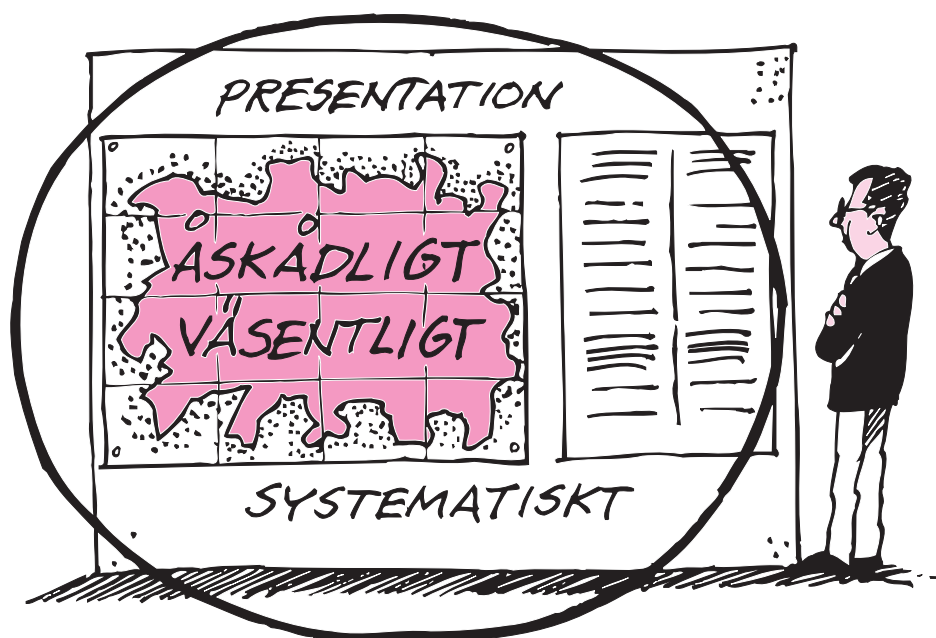 PRESENTATION
ÅSKÅDLIGT
VÄSENTLIGT
SYSTEMATISKT